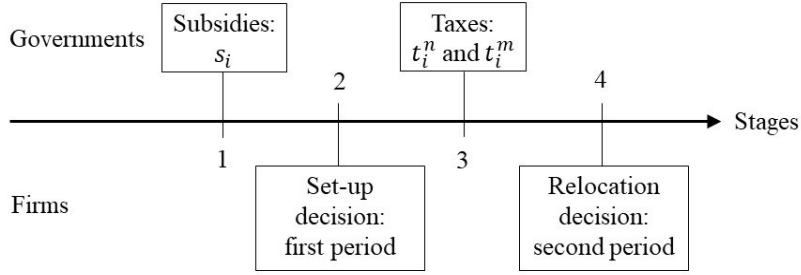 Governments
Subsidies:
s_i
Taxes:
t_i^n and t_i^m
2
4
Stages
1
3
Firms
Set-up
decision:
first period
Relocation
decision:
second period